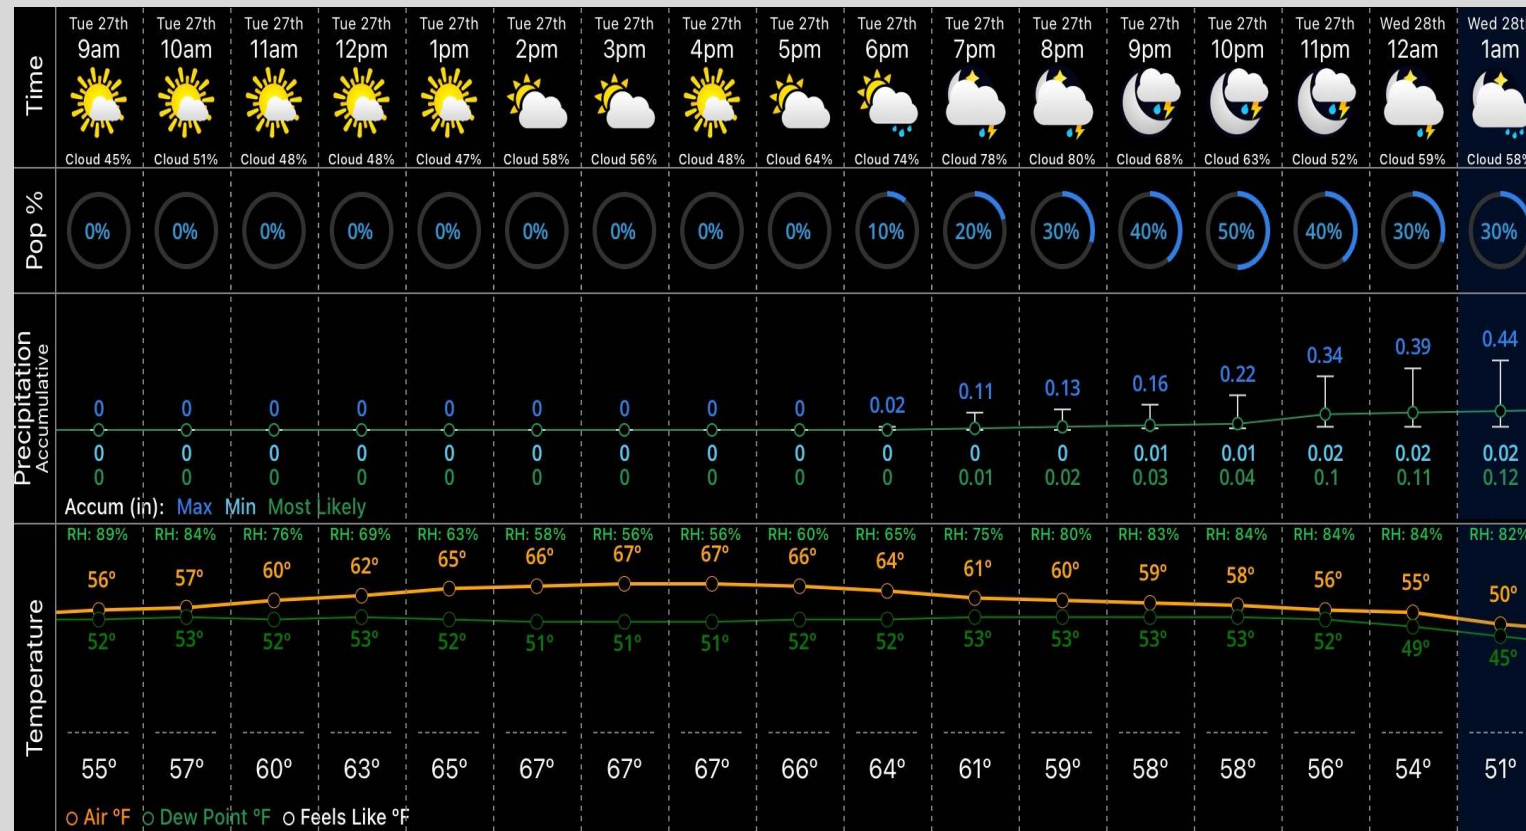 Time
Tue 27th Tue 27th Tue 27th Tue 27th Tue 27th Tue 27th Tue 27th Tue 27th Tue 27th Tue 27th Tue 27th Tue 27th Tue 27th Tue 27th Tue 27th Wed 28th Wed 28t
9am 10am 11am 12pm 1pm 2pm 3pm 4pm 5pm 6pm 7pm 8pm 9pm 10pm 11pm 12am 1am
Cloud 45% Cloud 51% Cloud 48% Cloud 48% Cloud 47% Cloud 58% Cloud 56% Cloud 48% Cloud 64% Cloud 74% Cloud 78% Cloud 80% Cloud 68% Cloud 63% Cloud 52% Cloud 59% Cloud 58%
Pop %
0% 0% 0% 0% 0% 0% 0% 0% 0% 10% 20% 30% 40% 50% 40% 30% 30%
Precipitation
Accumulative
0 0 0 0 0 0 0 0 0 0.02 0.11 0.13 0.16 0.22 0.34 0.39 0.44
0 0 0 0 0 0 0 0 0 0 0 0 0.01 0.01 0.02 0.02 0.02
0 0 0 0 0 0 0 0 0 0 0.01 0.02 0.03 0.04 0.1 0.11 0.12
Accum (in): Max Min Most Likely
Temperature
RH: 89% RH: 84% RH: 76% RH: 69% RH: 63% RH: 58% RH: 56% RH: 56% RH: 60% RH: 65% RH: 75% RH: 80% RH: 83% RH: 84% RH: 84% RH: 84% RH: 82%
56° 57° 60° 62° 65° 66° 67° 67° 66° 64° 61° 60° 59° 58° 56° 55° 50°
52° 53° 52° 53° 52° 51° 51° 51° 52° 52° 53° 53° 53° 53° 52° 49° 45°
55° 57° 60° 63° 65° 67° 67° 67° 66° 64° 61° 59° 58° 58° 56° 54° 51°
Air ºF Dew Point ºF Feels Like ºF